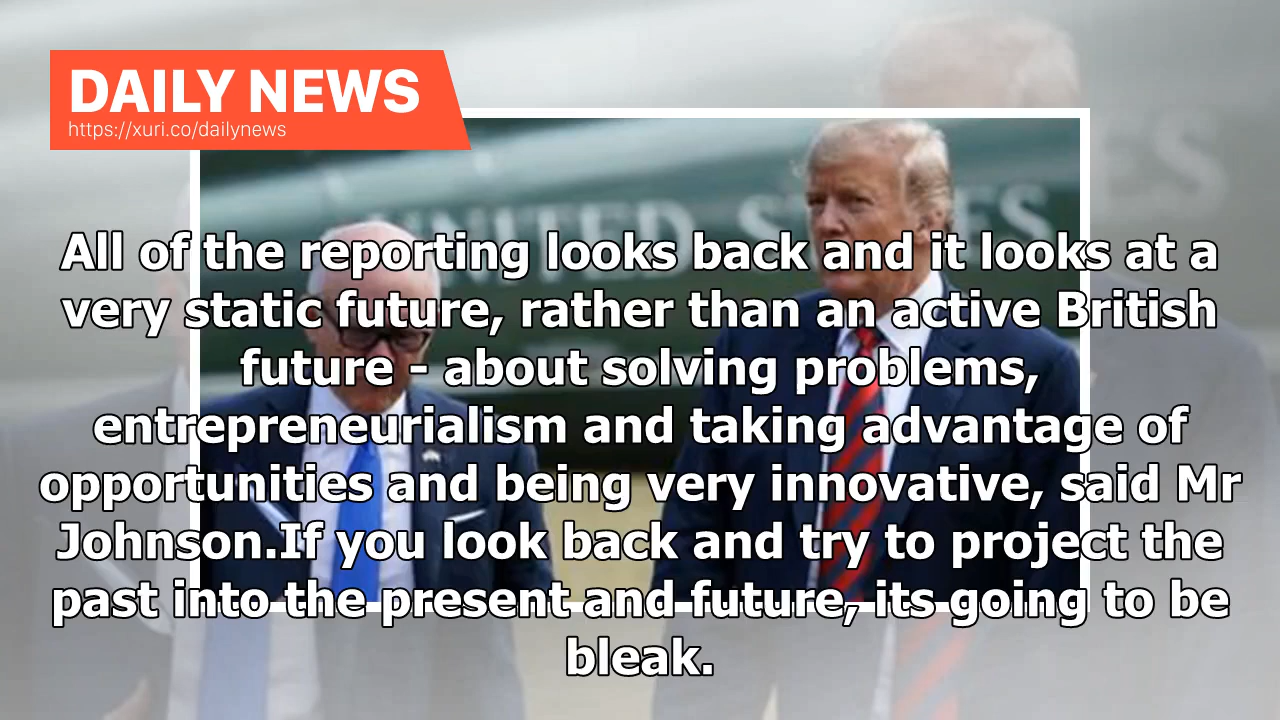 DAILY NEWS
https://xuri.co/dailynews
UNITED STATES
All of the reporting looks back and it looks at a
very static future, rather than an active British
future - about solving problems,
entrepreneurialism and taking advantage of
opportunities and being very innovative, said Mr
Johnson.If you look back and try to project the
past into the present and future, its going to be
bleak.